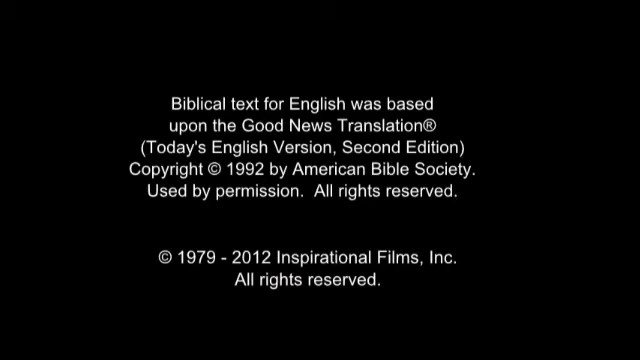 Biblical text for English was based
upon the Good News Translation®
(Today's English Version, Second Edition)
Copyright © 1992 by American Bible Society.
Used by permission.  All rights reserved.
© 1979 - 2012 Inspirational Films, Inc.
All rights reserved.